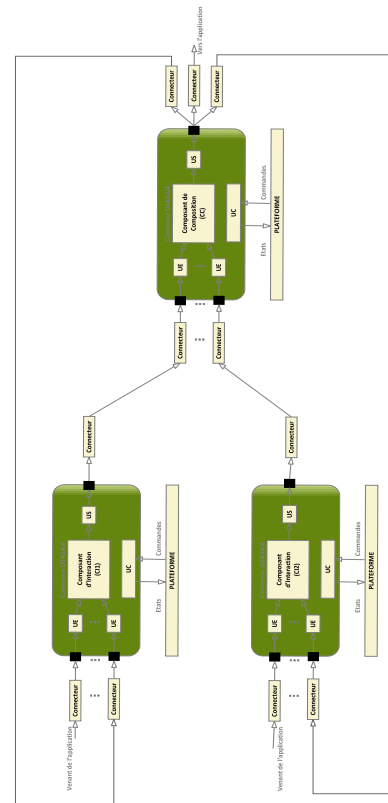 Venant de l'application
Connecteur
...
Connecteur
...
UE
...
UE
Composant
d'interaction
(CI1)
US
UC
Etats
Commandes
PLATEFORME
Connecteur
Venant de l'application
Connecteur
...
Connecteur
...
UE
...
UE
Composant
d'interaction
(CI2)
US
UC
Etats
Commandes
PLATEFORME
Connecteur
Connecteur
...
Connecteur
...
UE
...
UE
Composant de
Composition
(CC)
US
UC
Etats
Commandes
PLATEFORME
Connecteur
Connecteur
Connecteur
Vers l'application